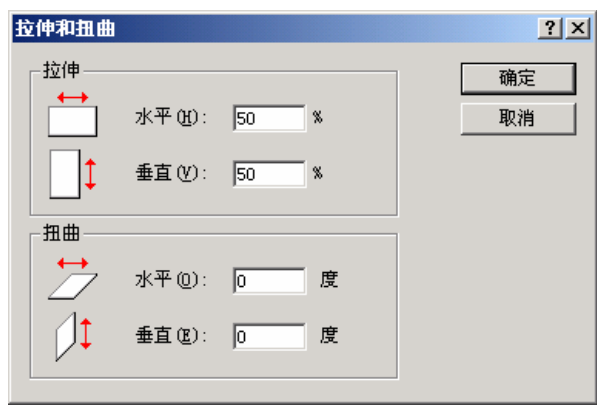 拉伸和扭曲
拉伸
确定
水平(H): 50 %
取消
垂直(V): 50 %
扭曲
水平(O): 0 度
垂直(E): 0 度